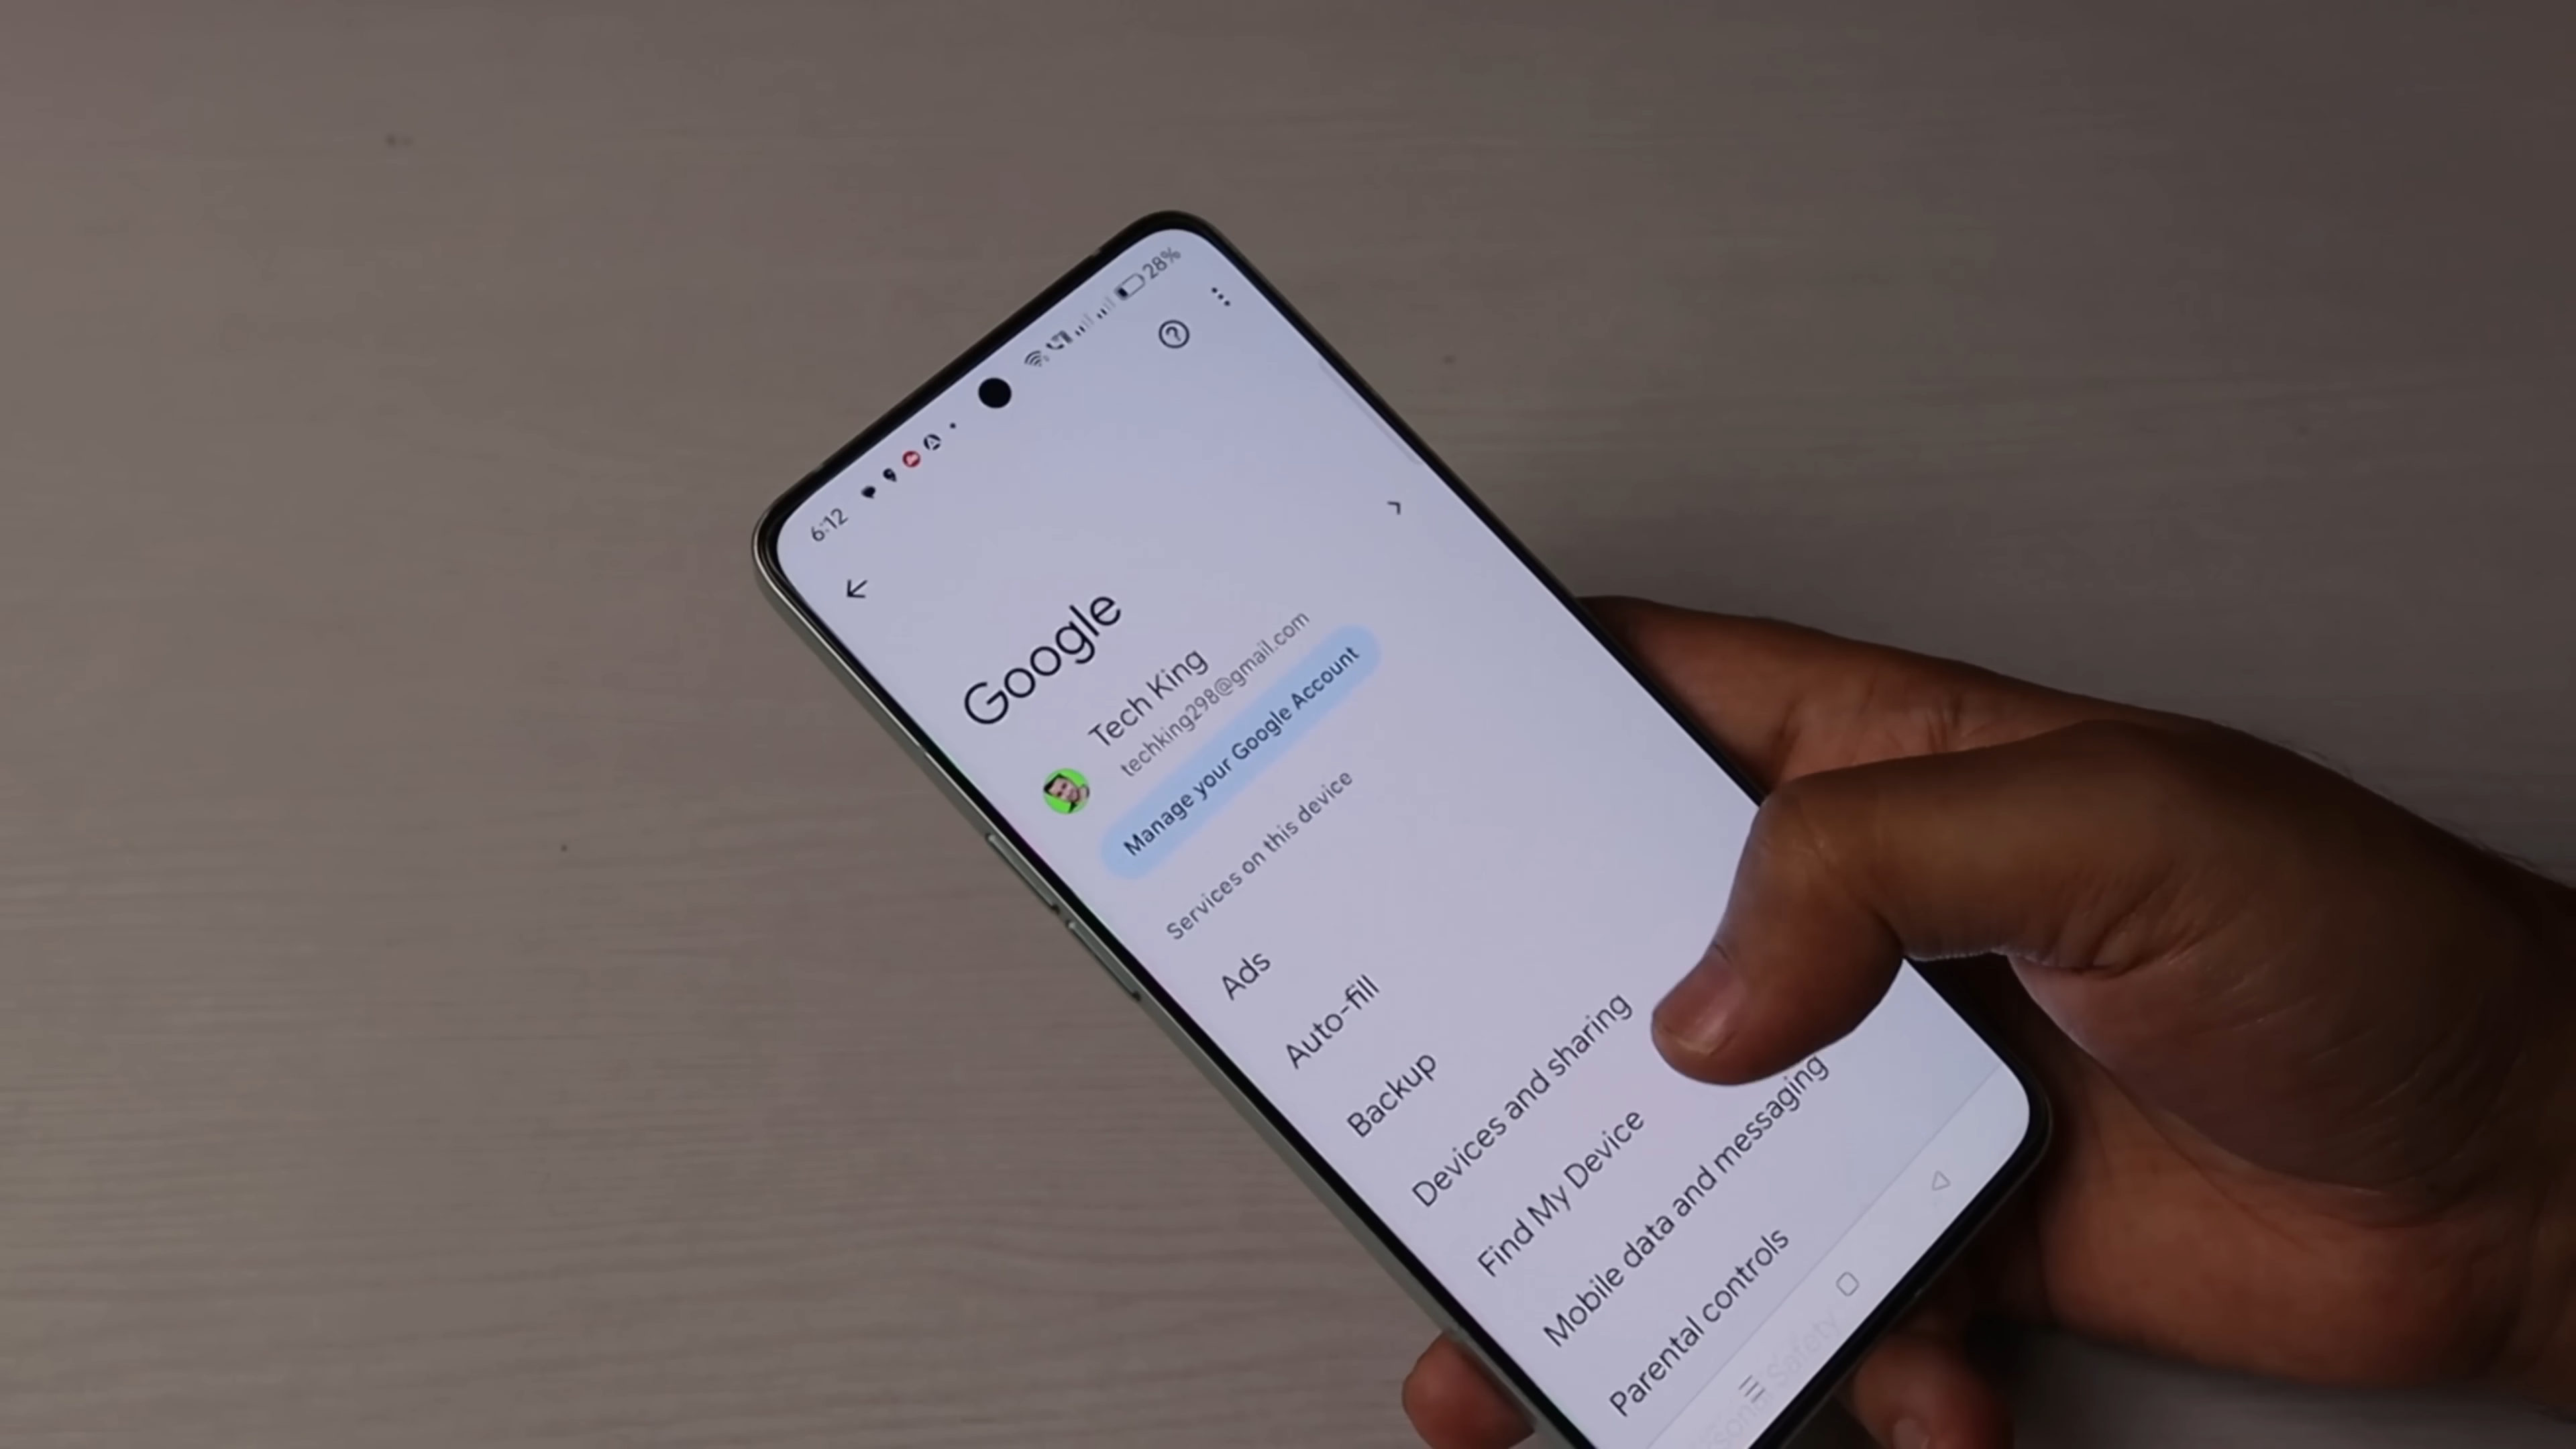 6:12
28%
Google
Tech King
techking298@gmail.com
Manage your Google Account
Services on this device
Ads
Auto-fill
Backup
Devices and sharing
Find My Device
Mobile data and messaging
Parental controls
Safety